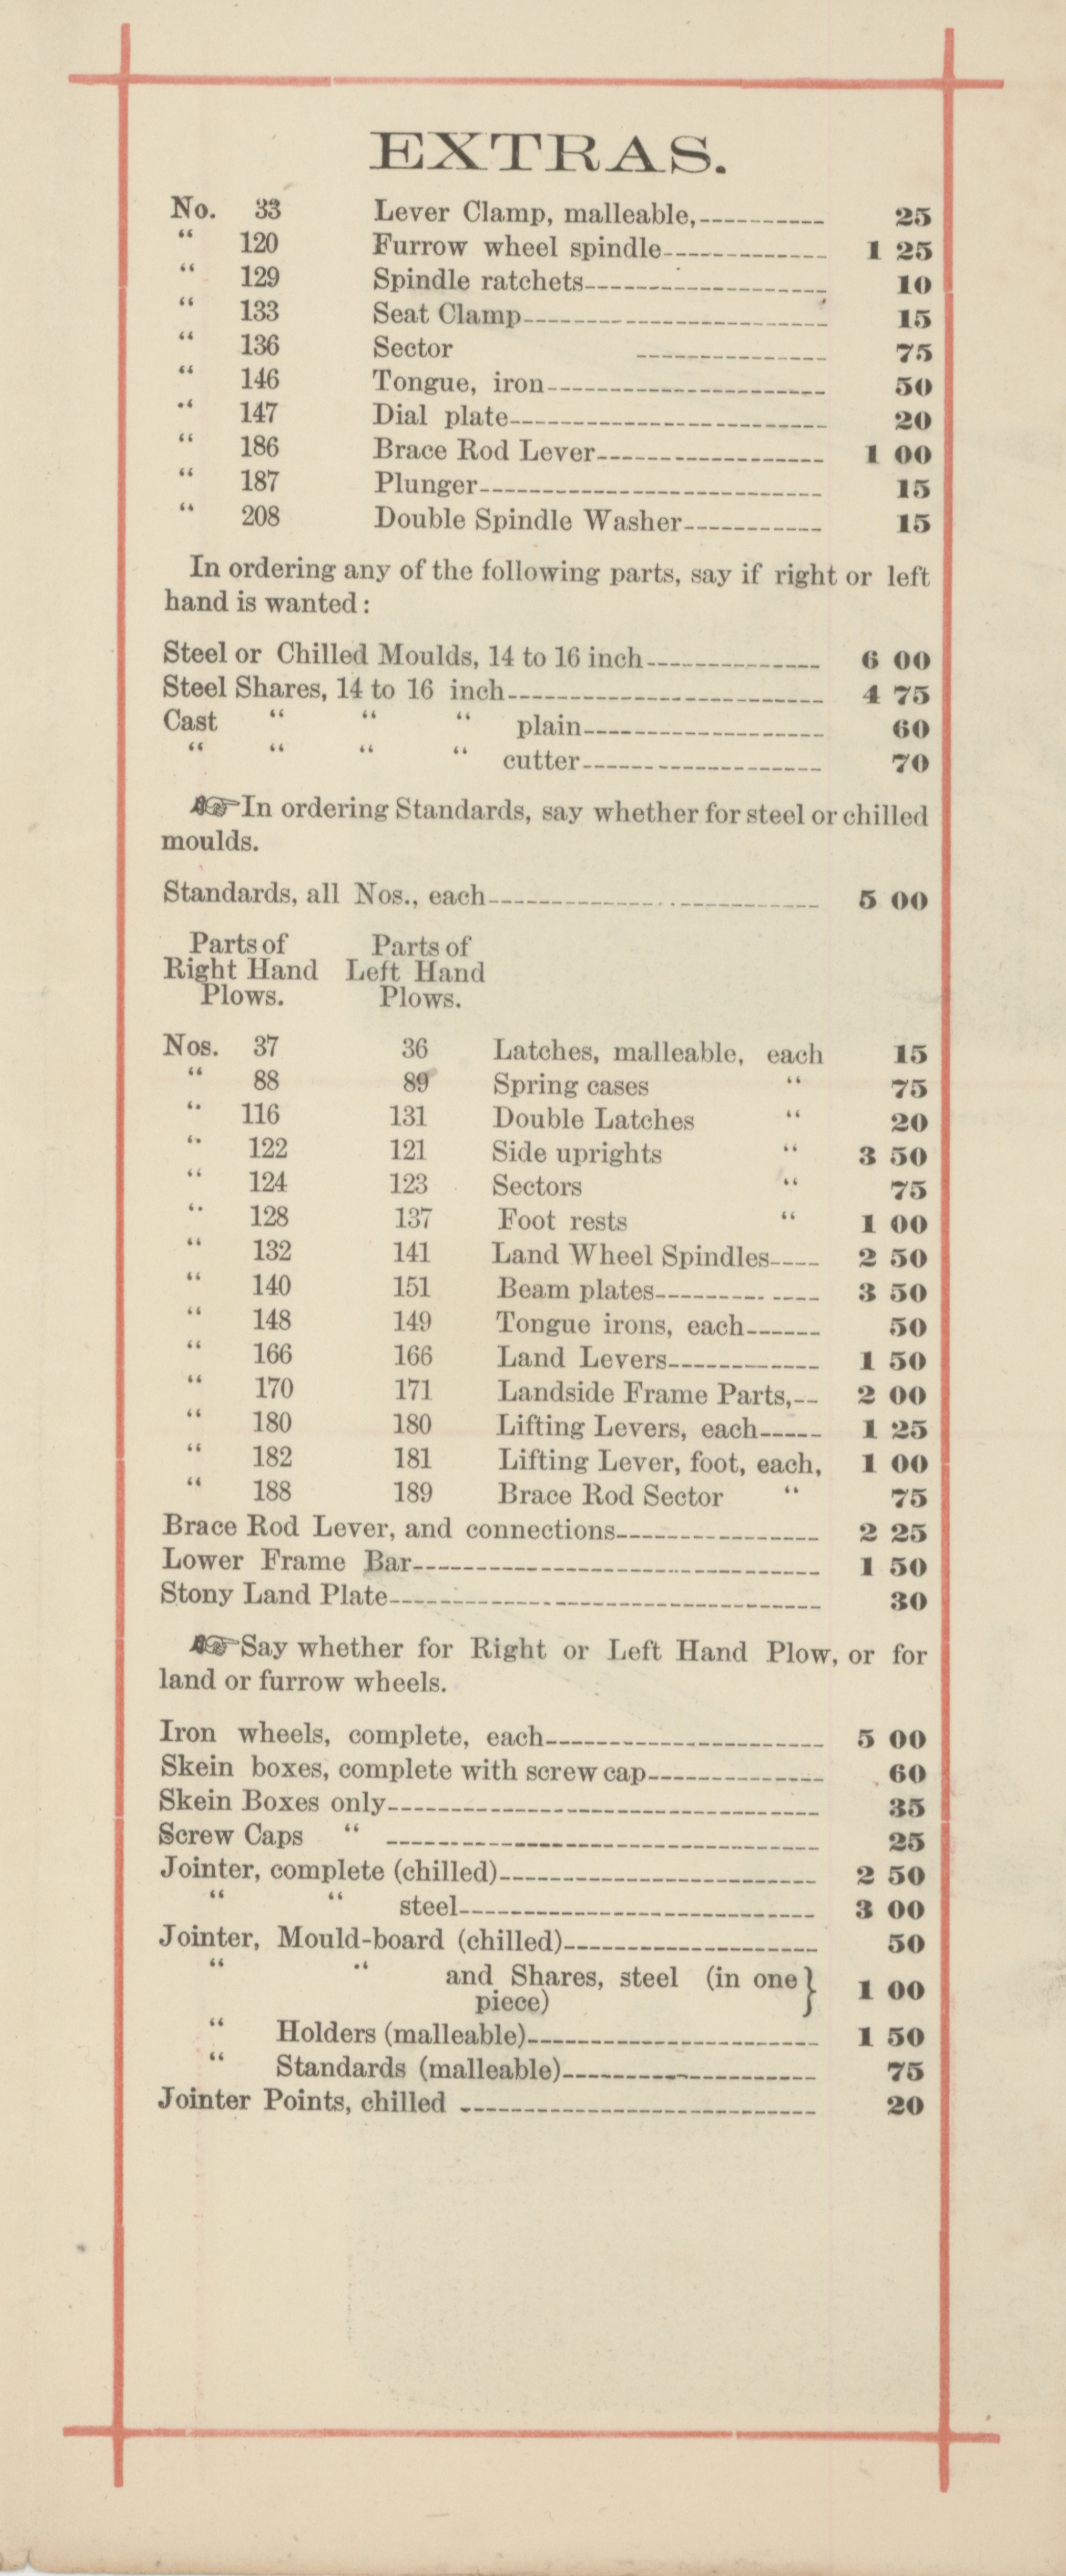 EXTRAS.
No. 33 Lever Clamp, malleable, 25
“ 120 Furrow wheel spindle 1 25
“ 129 Spindle ratchets 10
“ 133 Seat Clamp 15
“ 136 Sector 75
“ 146 Tongue, iron 50
“ 147 Dial plate 20
“ 186 Brace Rod Lever 1 00
“ 187 Plunger 15
“ 208 Double Spindle Washer 15
In ordering any of the following parts, say if right or left
hand is wanted:
Steel or Chilled Moulds, 14 to 16 inch 6 00
Steel Shares, 14 to 16 inch 4 75
Cast “ “ “ plain 60
“ “ “ “ cutter 70
☞In ordering Standards, say whether for steel or chilled
moulds.
Standards, all Nos., each 5 00
Parts of Parts of
Right Hand Left Hand
Plows. Plows.
Nos. 37 36 Latches, malleable, each 15
“ 88 89 Spring cases “ 75
“ 116 131 Double Latches “ 20
“ 122 121 Side uprights “ 3 50
“ 124 123 Sectors “ 75
“ 128 137 Foot rests “ 1 00
“ 132 141 Land Wheel Spindles 2 50
“ 140 151 Beam plates 3 50
“ 148 149 Tongue irons, each 50
“ 166 166 Land Levers 1 50
“ 170 171 Landside Frame Parts, 2 00
“ 180 180 Lifting Levers, each 1 25
“ 182 181 Lifting Lever, foot, each, 1 00
“ 188 189 Brace Rod Sector “ 75
Brace Rod Lever, and connections 2 25
Lower Frame Bar 1 50
Stony Land Plate 30
☞Say whether for Right or Left Hand Plow, or for
land or furrow wheels.
Iron wheels, complete, each 5 00
Skein boxes, complete with screw cap 60
Skein Boxes only 35
Screw Caps “ 25
Jointer, complete (chilled) 2 50
“ “ steel 3 00
Jointer, Mould-board (chilled) 50
“ “ and Shares, steel (in one } 1 00
piece)
“ Holders (malleable) 1 50
“ Standards (malleable) 75
Jointer Points, chilled 20